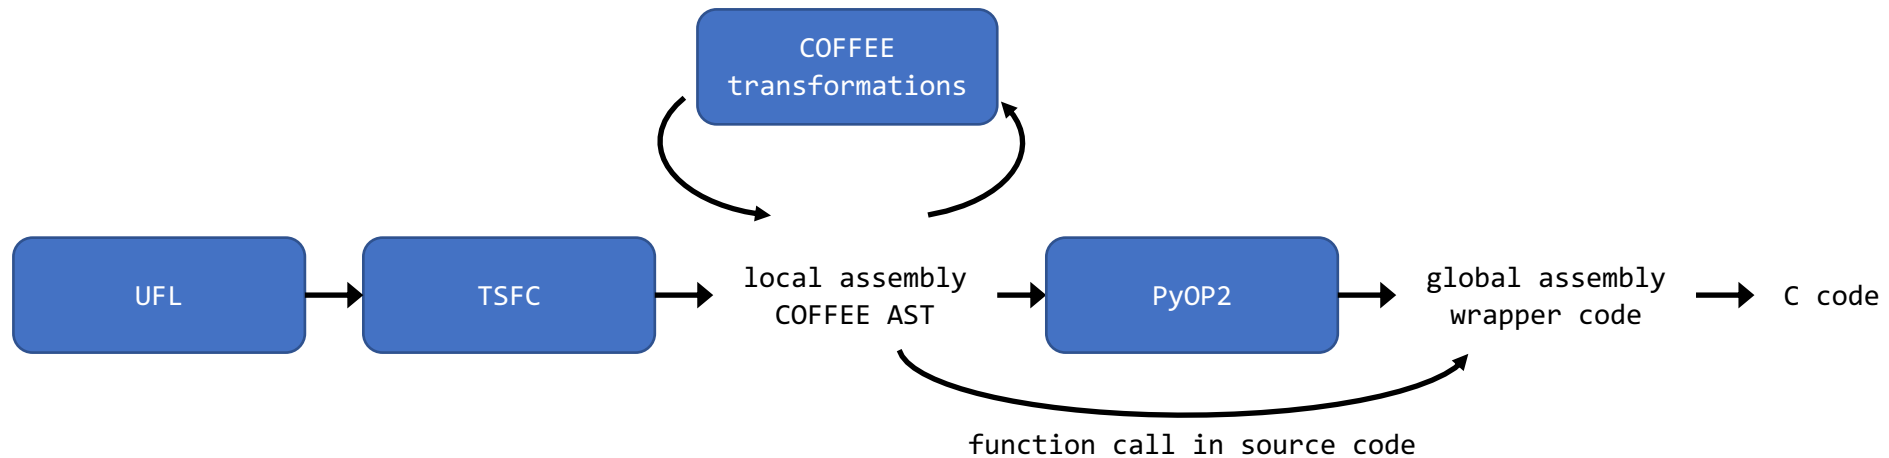 COFFEE
transformations
UFL
TSFC
local assembly
COFFEE AST
PyOP2
global assembly
wrapper code
C code
function call in source code